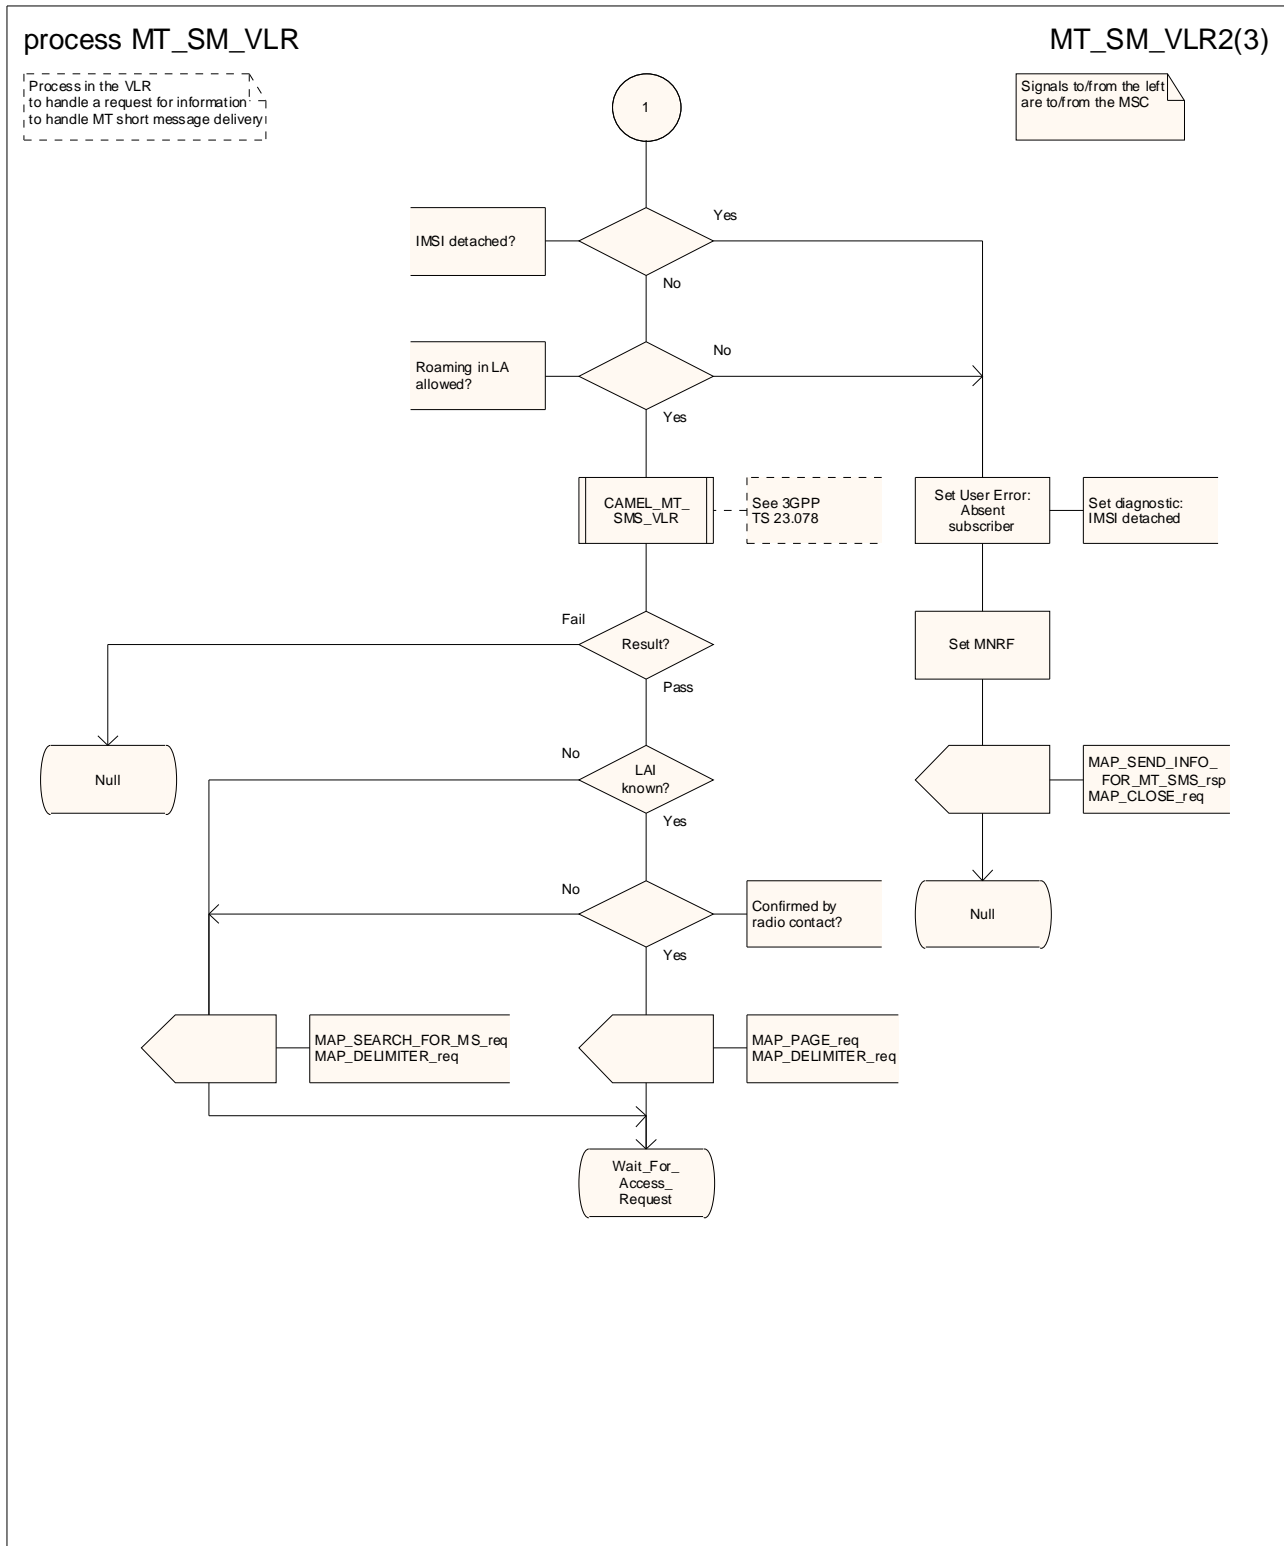 process MT_SM_VLR
MT_SM_VLR2(3)
Process in the VLR
to handle a request for information
to handle MT short message delivery
Signals to/from the left
are to/from the MSC
1
Yes
IMSI detached?
No
No
Roaming in LA
allowed?
Yes
CAMEL_MT_
SMS_VLR
See 3GPP
TS 23.078
Set User Error:
Absent
subscriber
Set diagnostic:
IMSI detached
Fail
Result?
Set MNRF
Pass
No
Null
LAI
known?
MAP_SEND_INFO_
FOR_MT_SMS_rsp
MAP_CLOSE_req
Yes
No
Confirmed by
radio contact?
Null
Yes
MAP_SEARCH_FOR_MS_req
MAP_DELIMITER_req
MAP_PAGE_req
MAP_DELIMITER_req
Wait_For_
Access_
Request